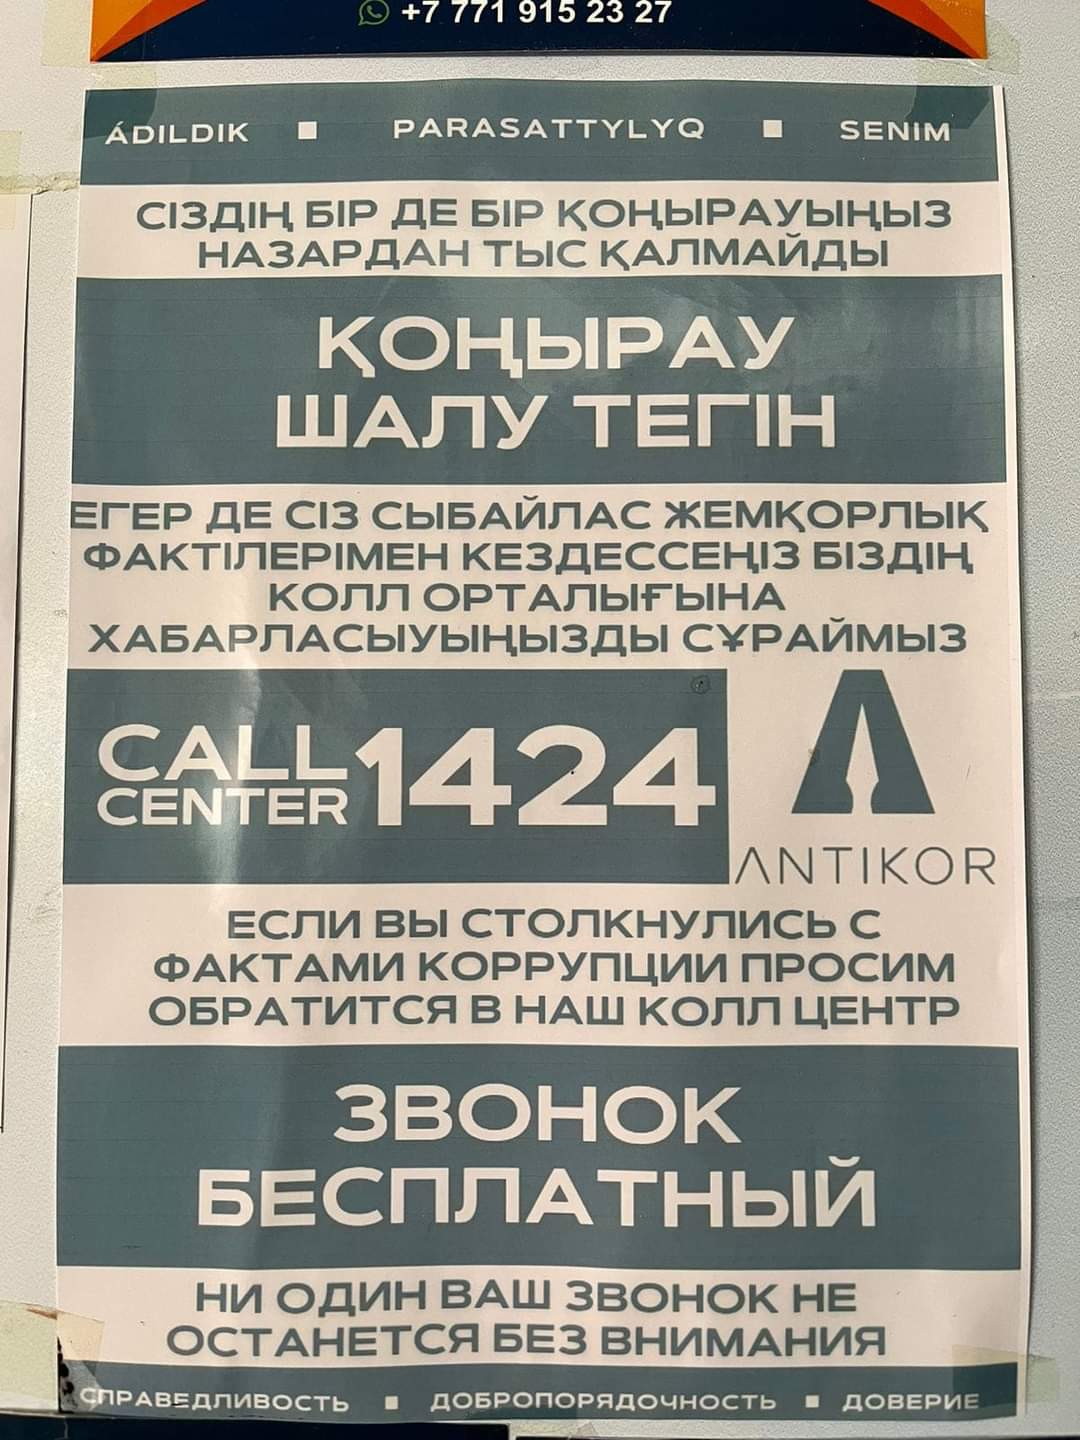 +7 771 915 23 27
ÁDILDIK ■ PARASATTYLYQ ■ SENIM
СІЗДІҢ БІР ДЕ БІР ҚОҢЫРАУЫҢЫЗ
НАЗАРДАН ТЫС ҚАЛМАЙДЫ
ҚОҢЫРАУ
ШАЛУ ТЕГІН
ЕГЕР ДЕ СІЗ СЫБАЙЛАС ЖЕМҚОРЛЫҚ
ФАКТІЛЕРІМЕН КЕЗДЕССЕҢІЗ БІЗДІҢ
КОЛЛ ОРТАЛЫҒЫНА
ХАБАРЛАСЫУЫҢЫЗДЫ СҰРАЙМЫЗ
CALL
CENTER 1424
ANTIKOR
ЕСЛИ ВЫ СТОЛКНУЛИСЬ С
ФАКТАМИ КОРРУПЦИИ ПРОСИМ
ОБРАТИТСЯ В НАШ КОЛЛ ЦЕНТР
ЗВОНОК
БЕСПЛАТНЫЙ
НИ ОДИН ВАШ ЗВОНОК НЕ
ОСТАНЕТСЯ БЕЗ ВНИМАНИЯ
СПРАВЕДЛИВОСТЬ ■ ДОБРОПОРЯДОЧНОСТЬ ■ ДОВЕРИЕ